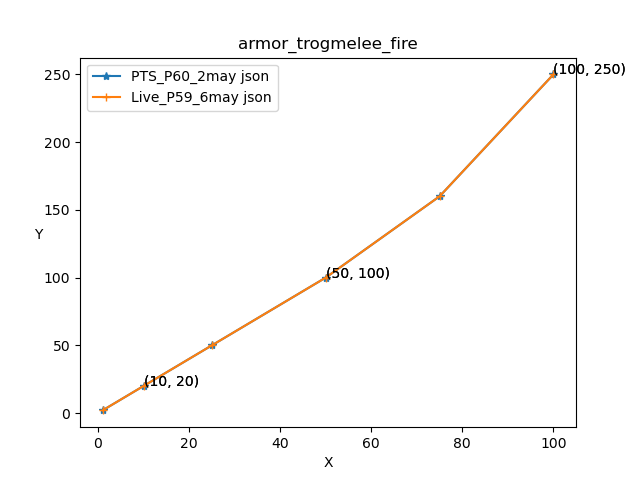 armor_trogmelee_fire
PTS_P60_2may json
Live_P59_6may json
(100, 250)
(50, 100)
(10, 20)
250
200
150
100
50
0
Y
0 20 40 60 80 100
X